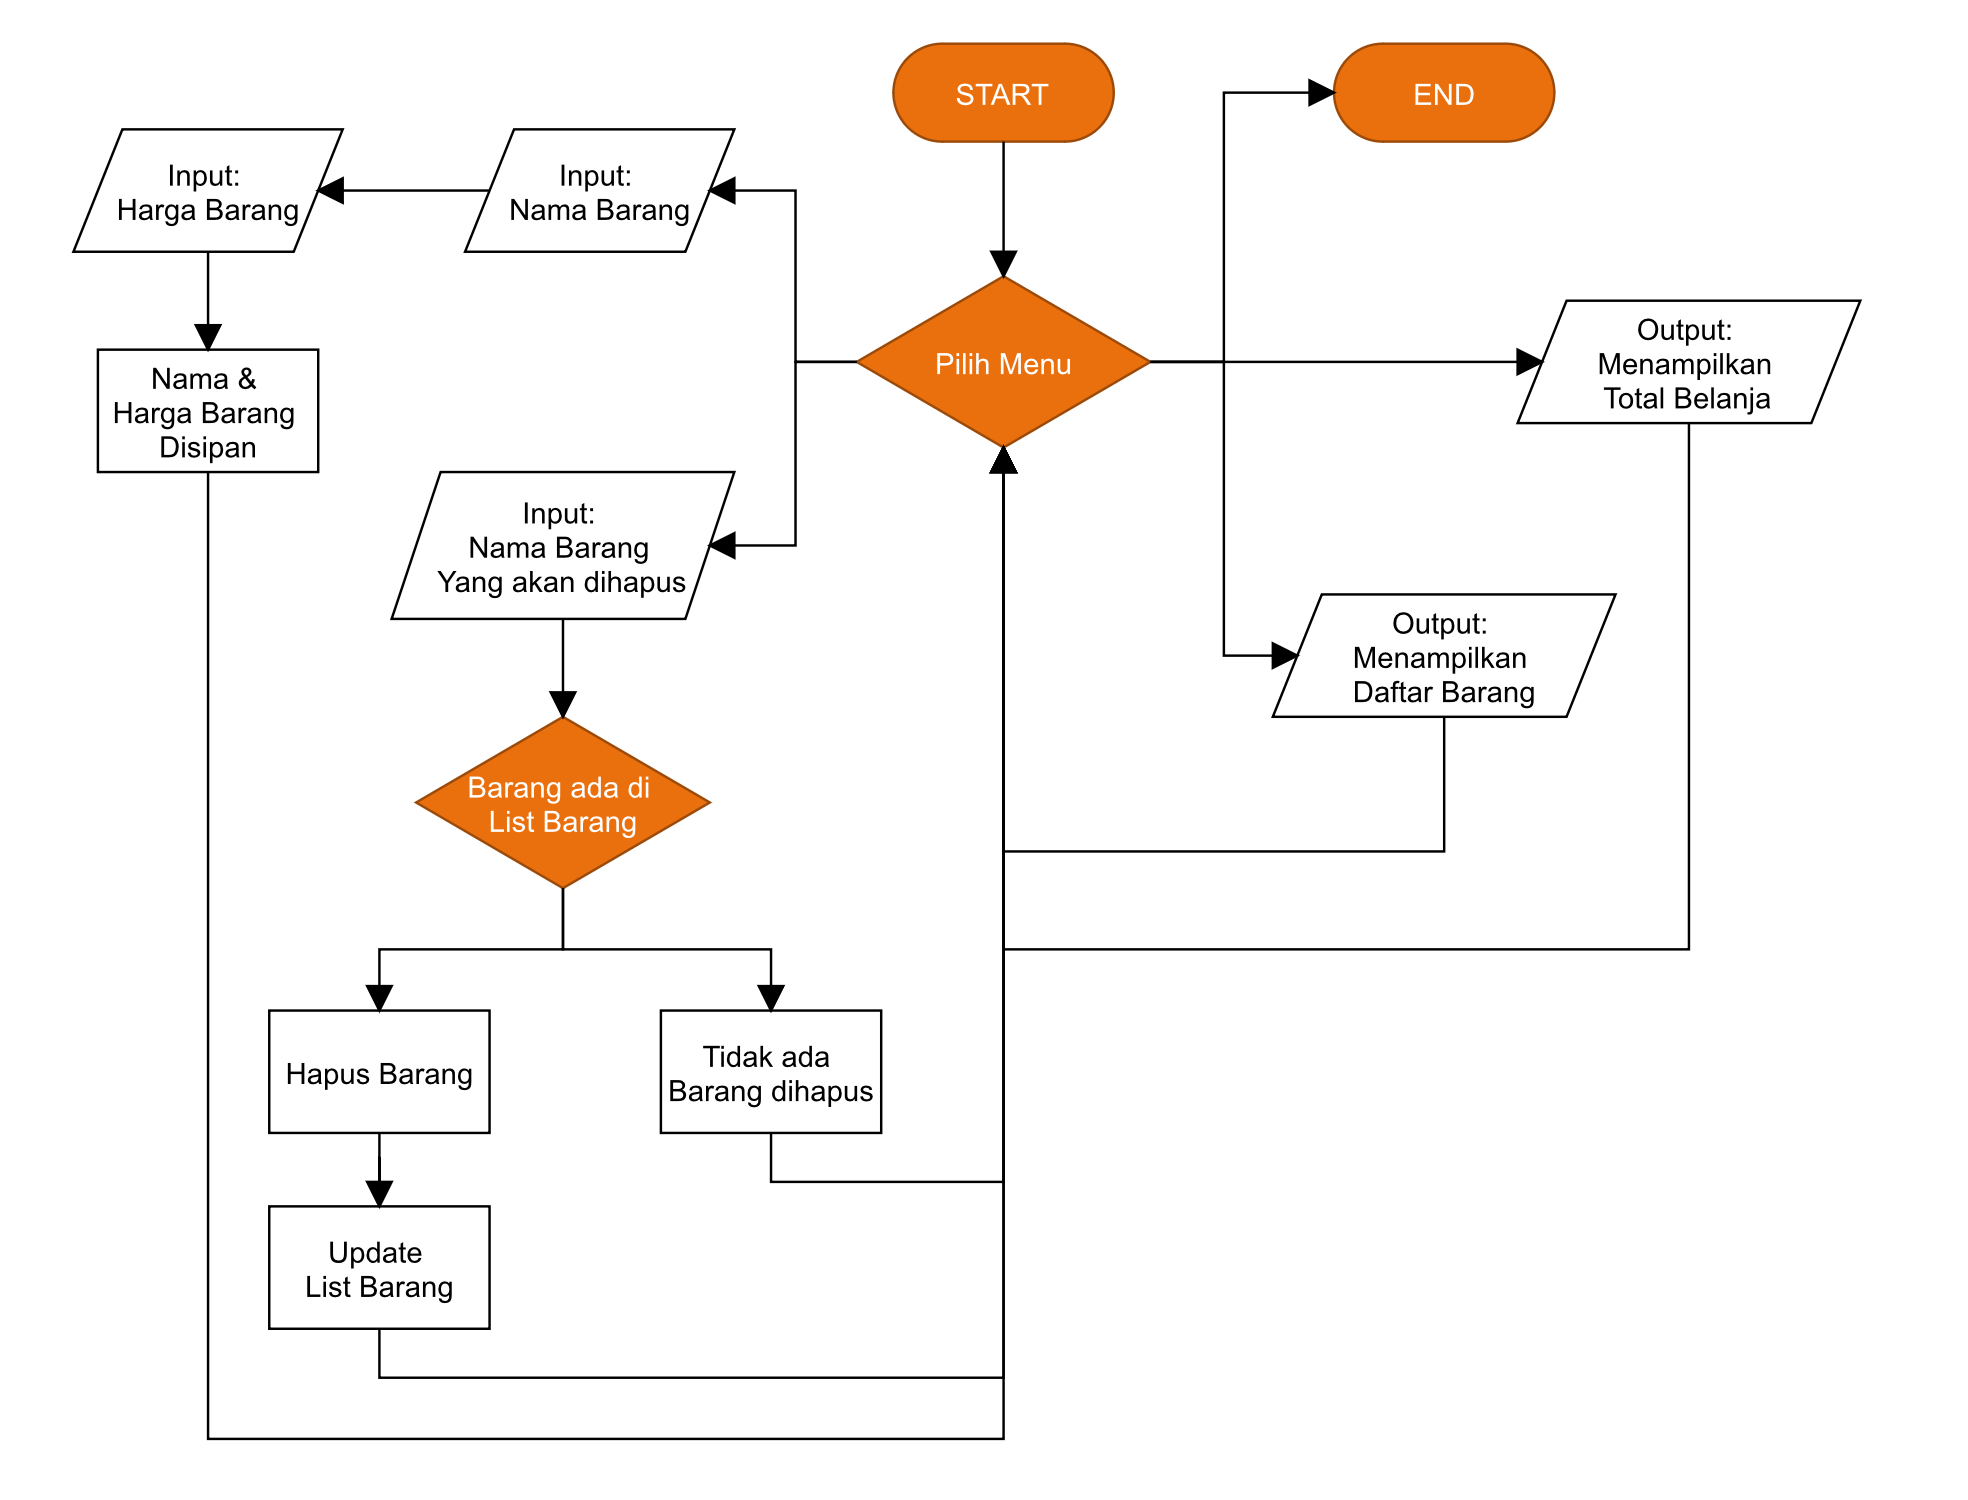 START
END
Input:
Harga Barang
Input:
Nama Barang
Pilih Menu
Output:
Menampilkan
Total Belanja
Nama &
Harga Barang
Disipan
Input:
Nama Barang
Yang akan dihapus
Output:
Menampilkan
Daftar Barang
Barang ada di
List Barang
Hapus Barang
Tidak ada
Barang dihapus
Update
List Barang